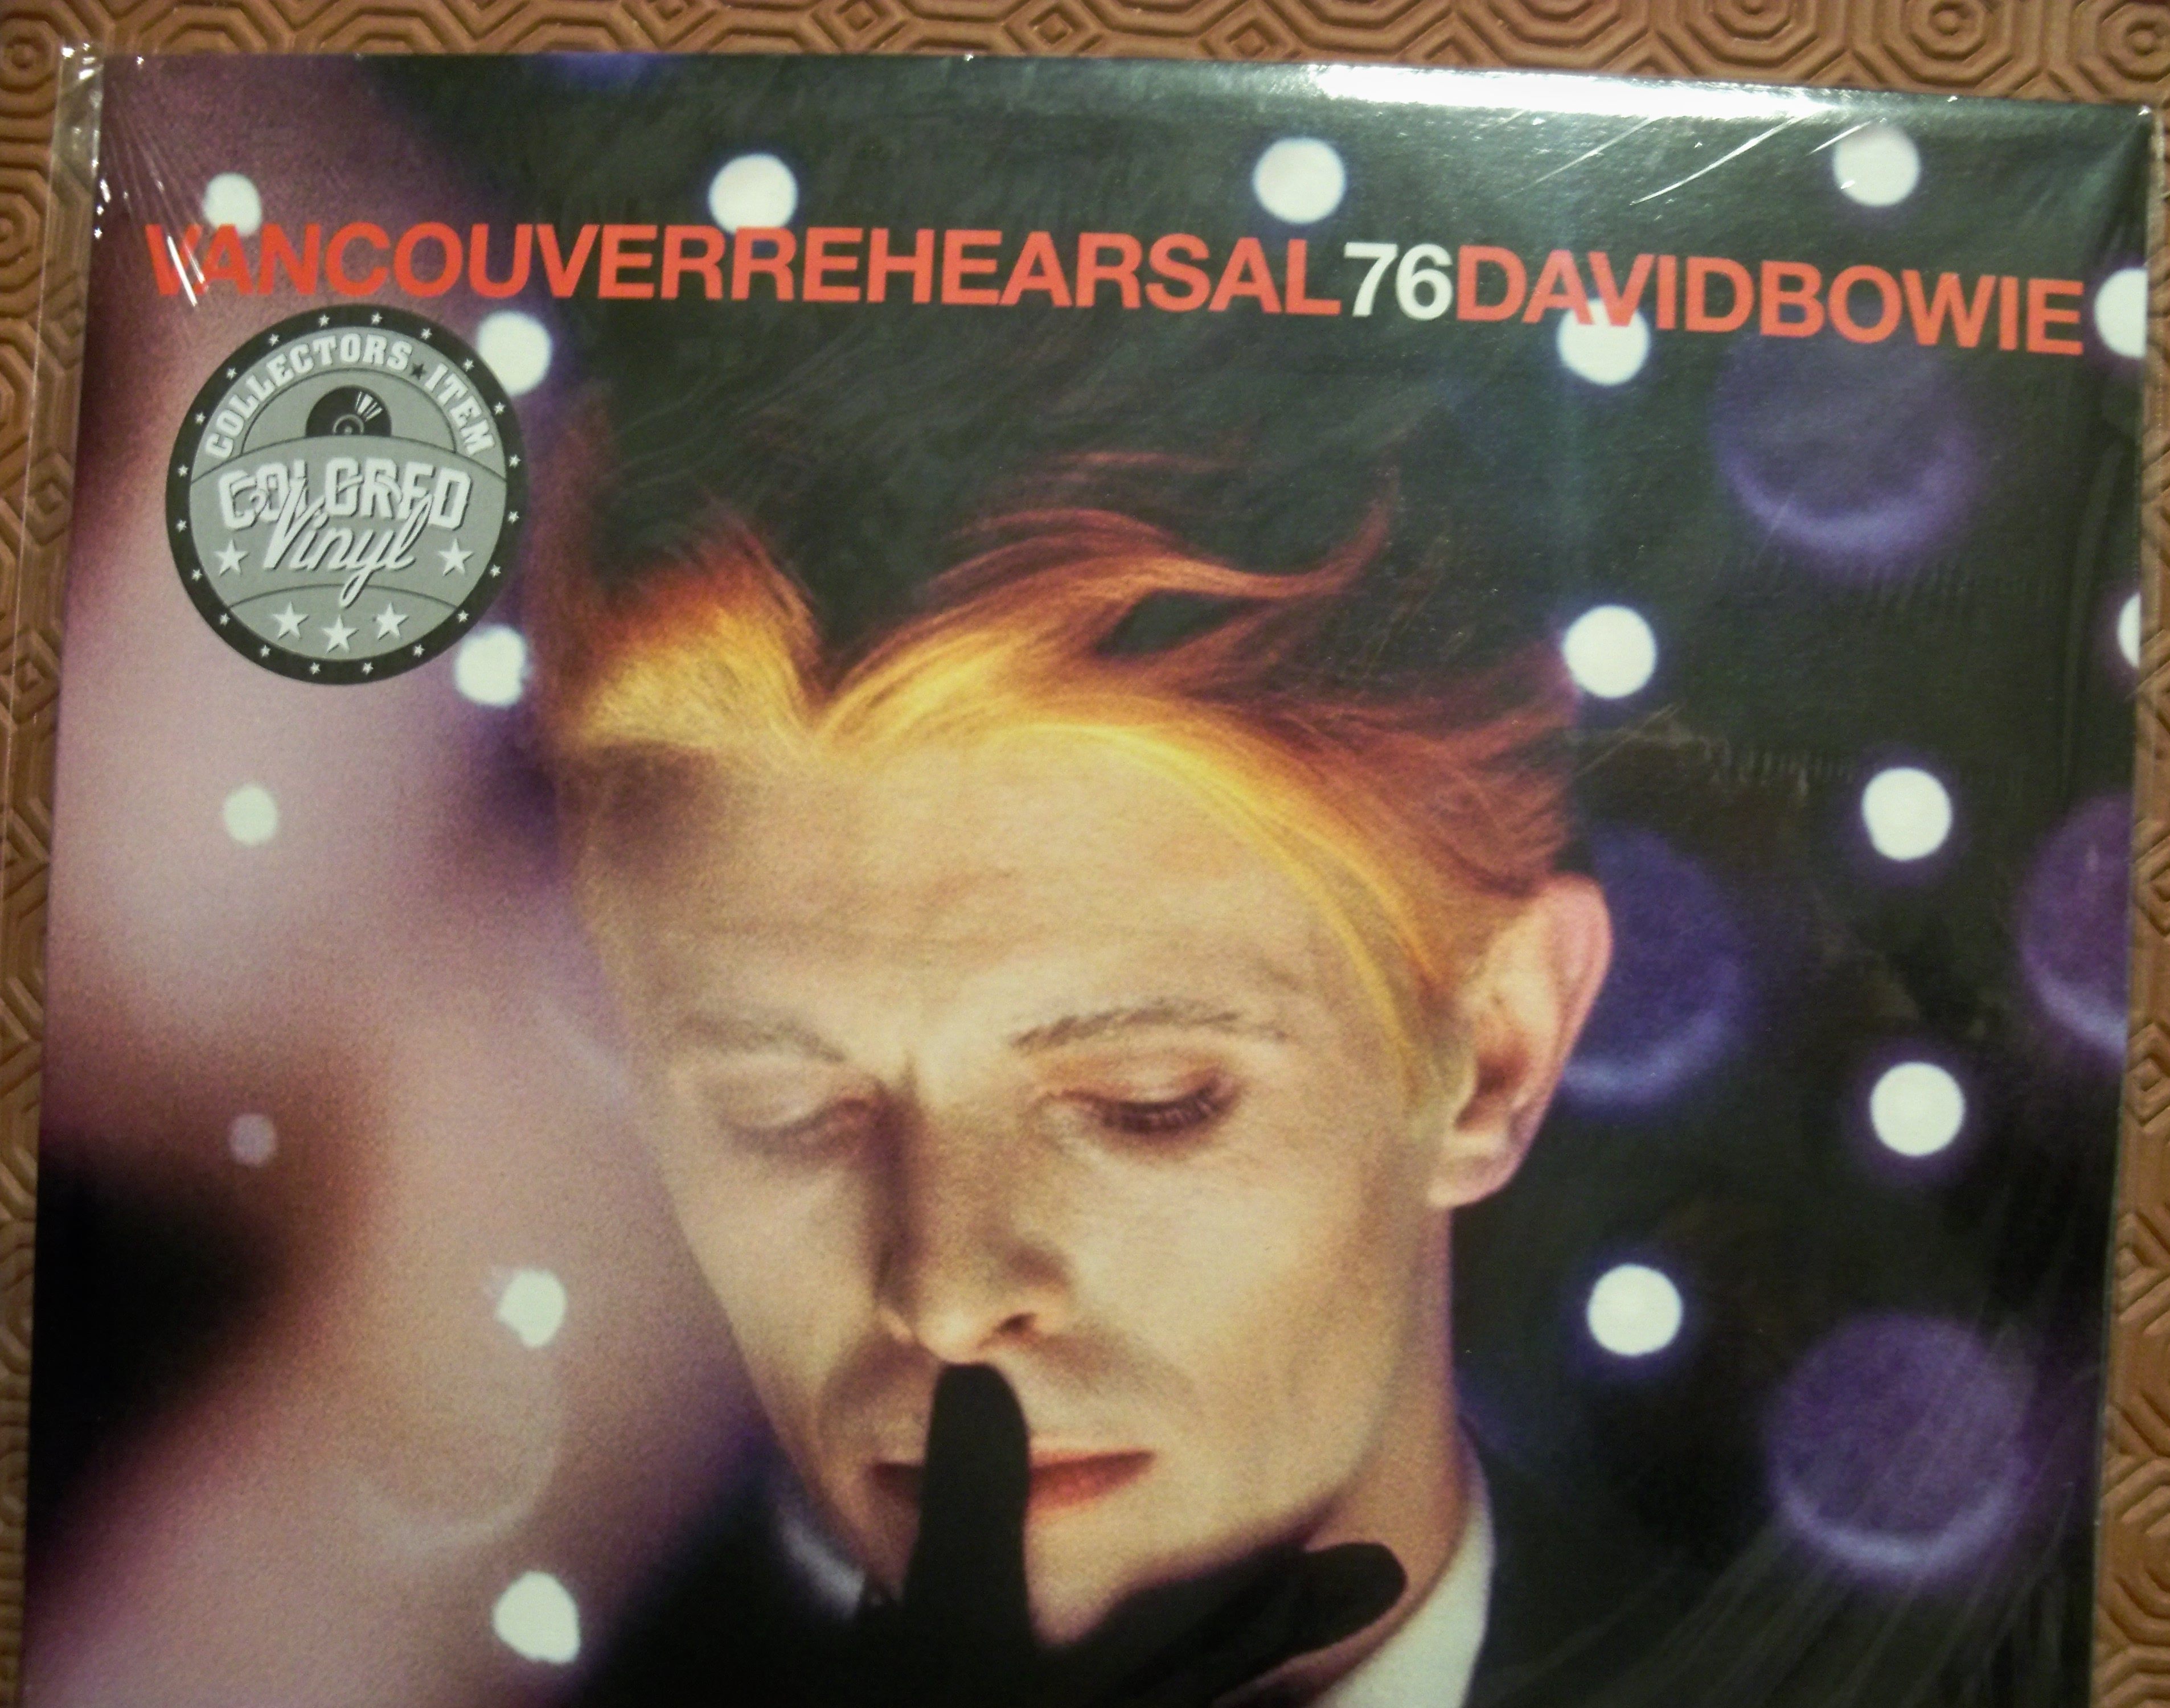 VANCOUVERREHEARSAL76DAVIDBOWIE
COLLECTORS★ITEM
COLORED
Vinyl